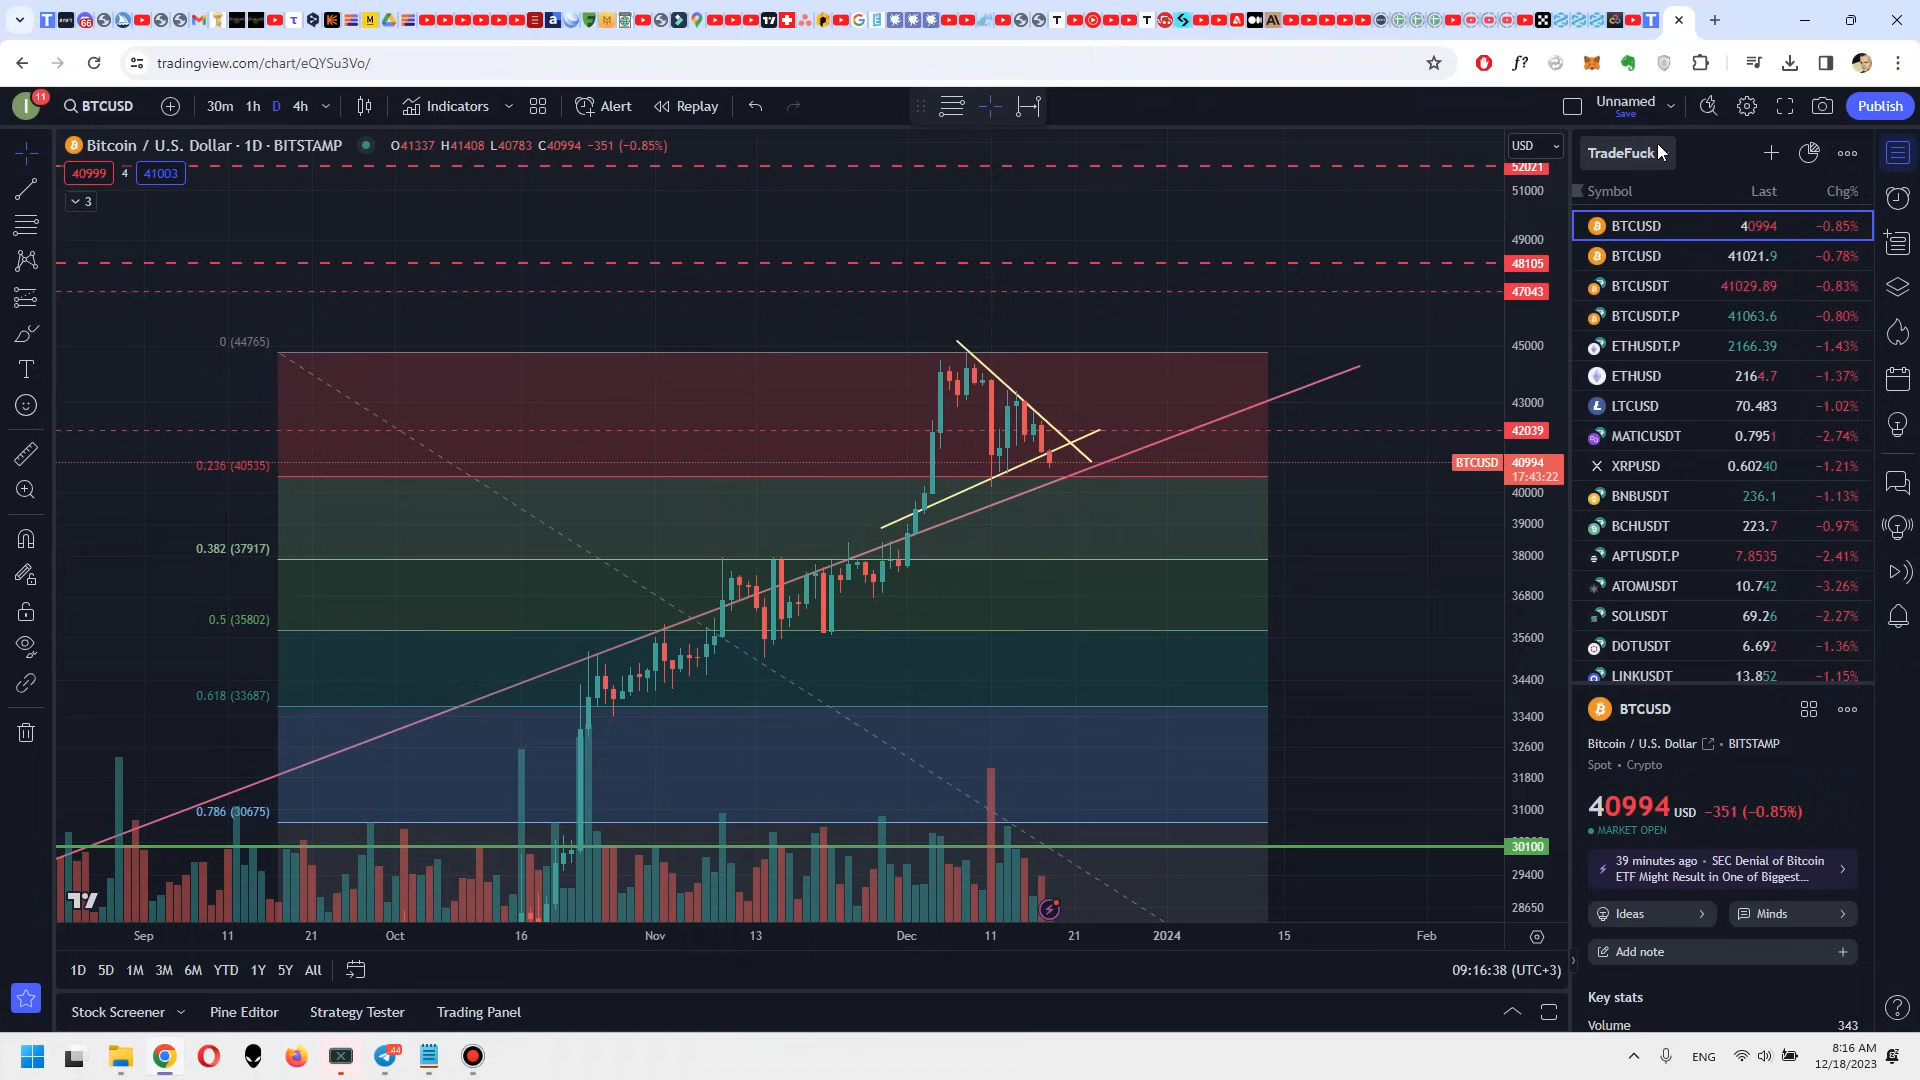 tradingview.com/chart/eQYSu3Vo/
11
BTCUSD
30m 1h D 4h
Indicators
Alert
Replay
Unnamed
Save
Publish
Bitcoin / U.S. Dollar · 1D · BITSTAMP
O41337 H41408 L40783 C40994 −351 (−0.85%)
40999 4 41003
3
USD
52021
51000
49000
48105
47043
45000
43000
42039
BTCUSD 40994
17:43:22
40000
39000
38000
36800
35600
34400
33400
32600
31800
31000
30100
29400
28650
0 (44765)
0.236 (40535)
0.382 (37917)
0.5 (35802)
0.618 (33687)
0.786 (30675)
Sep 11 21 Oct 16 Nov 13 Dec 11 21 2024 15 Feb
1D 5D 1M 3M 6M YTD 1Y 5Y All
09:16:38 (UTC+3)
Stock Screener Pine Editor Strategy Tester Trading Panel
TradeFuck
Symbol Last Chg%
BTCUSD 40994 −0.85%
BTCUSD 41021.9 −0.78%
BTCUSDT 41029.89 −0.83%
BTCUSDT.P 41063.6 −0.80%
ETHUSDT.P 2166.39 −1.43%
ETHUSD 2164.7 −1.37%
LTCUSD 70.483 −1.02%
MATICUSDT 0.7951 −2.74%
XRPUSD 0.60240 −1.21%
BNBUSDT 236.1 −1.13%
BCHUSDT 223.7 −0.97%
APTUSDT.P 7.8535 −2.41%
ATOMUSDT 10.742 −3.26%
SOLUSDT 69.26 −2.27%
DOTUSDT 6.692 −1.36%
LINKUSDT 13.852 −1.15%
BTCUSD
Bitcoin / U.S. Dollar • BITSTAMP
Spot • Crypto
40994 USD −351 (−0.85%)
MARKET OPEN
39 minutes ago • SEC Denial of Bitcoin
ETF Might Result in One of Biggest...
Ideas
Minds
Add note
Key stats
Volume 343
44
ENG
8:16 AM
12/18/2023